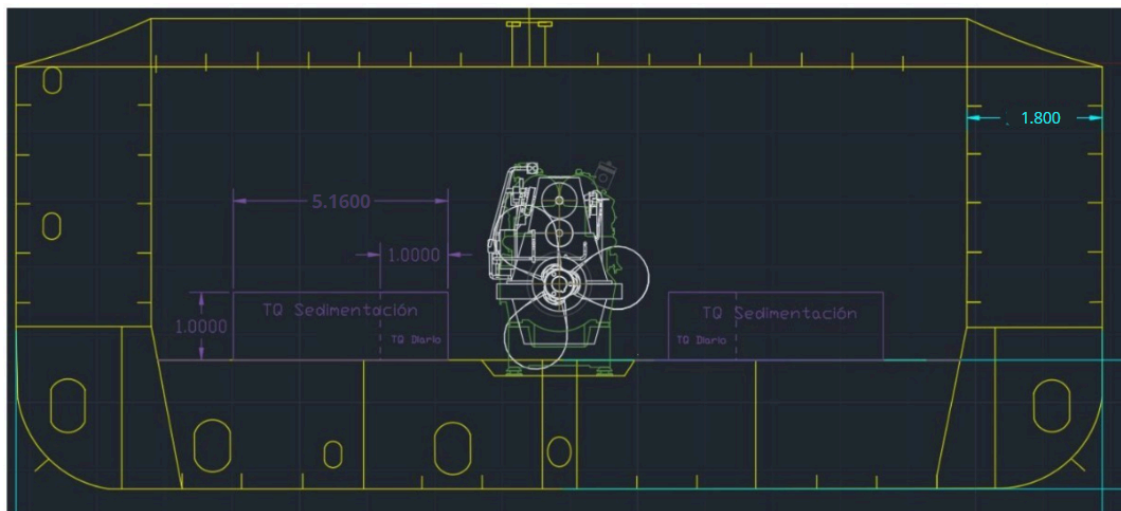 1.800
5.1600
1.0000
TQ Sedimentación
1.0000
TQ Diario
TQ Sedimentación
TQ Diario